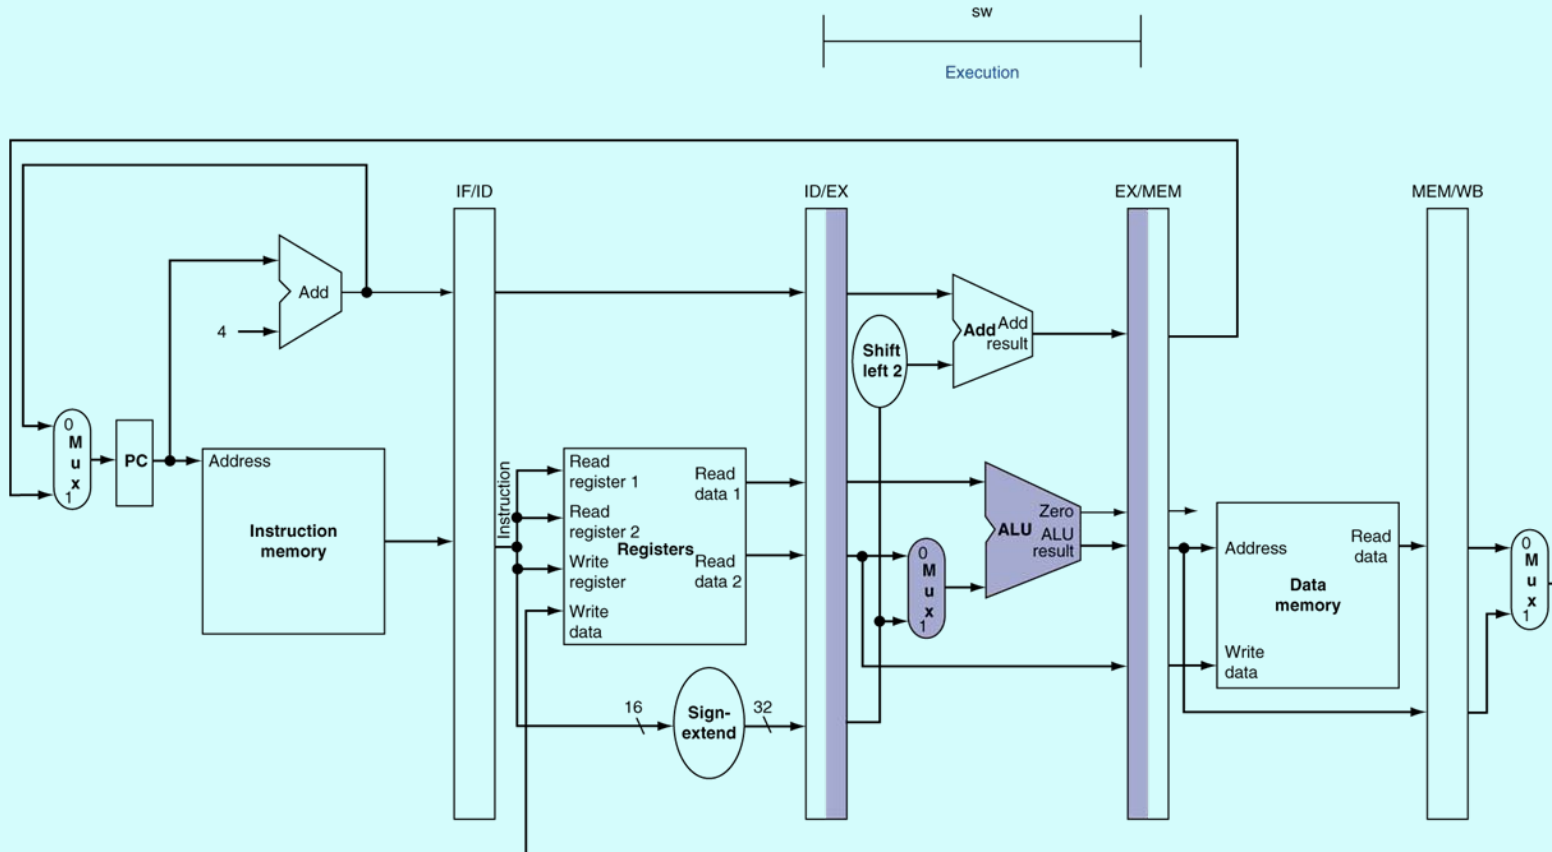 sw
Execution
IF/ID
ID/EX
EX/MEM
MEM/WB
Add
4
Shift
left 2
Add Add
result
0
M
u
x
1
PC
Address
Instruction
memory
Instruction
Read
register 1
Read
register 2
Write
register
Write
data
Registers
Read
data 1
Read
data 2
16
Sign-
extend
32
0
M
u
x
1
Zero
ALU
ALU
result
Address
Write
data
Data
memory
Read
data
0
M
u
x
1